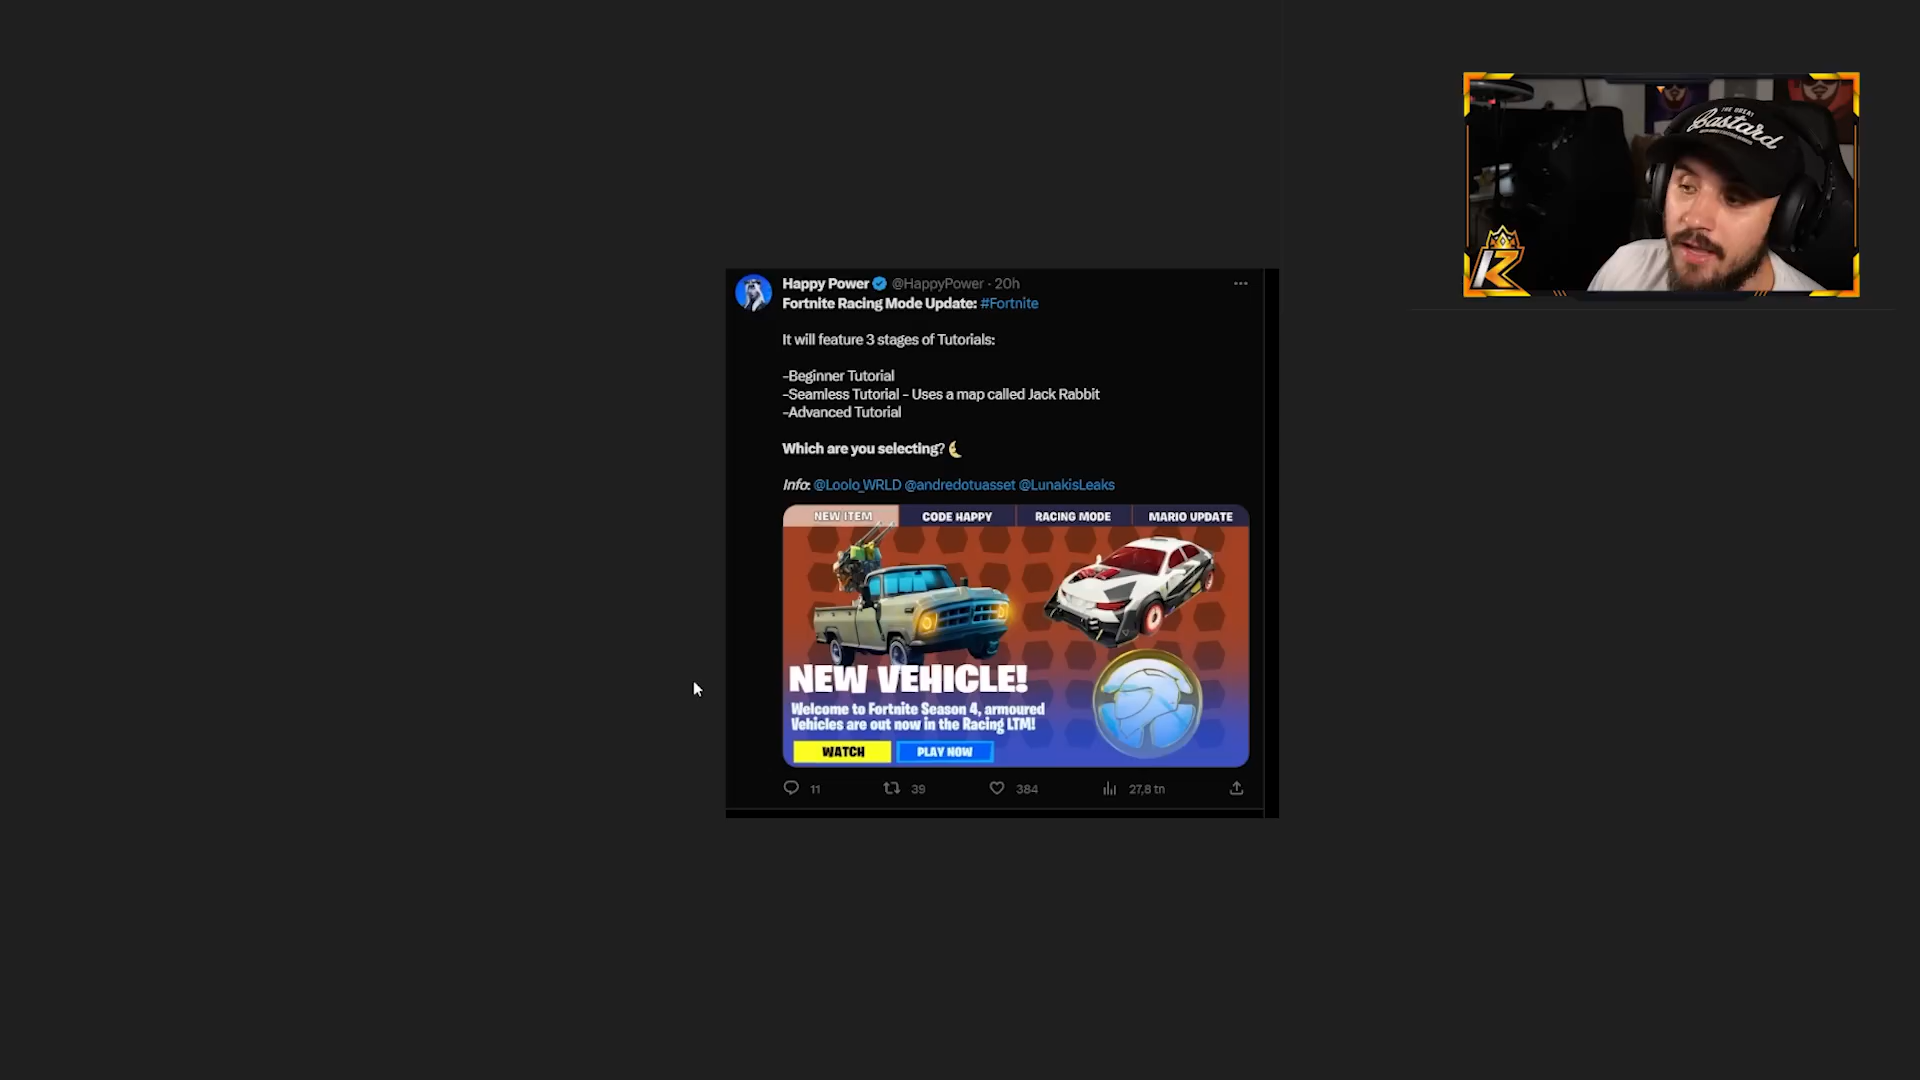 THE GREAT
Bastard
Happy Power @HappyPower · 20h
Fortnite Racing Mode Update: #Fortnite
It will feature 3 stages of Tutorials:
-Beginner Tutorial
-Seamless Tutorial - Uses a map called Jack Rabbit
-Advanced Tutorial
Which are you selecting?
Info: @Loolo_WRLD @andredotuasset @LunakisLeaks
NEW ITEM CODE HAPPY RACING MODE MARIO UPDATE
NEW VEHICLE!
Welcome to Fortnite Season 4, armoured
Vehicles are out now in the Racing LTM!
WATCH PLAY NOW
11 39 384 27,8 tn